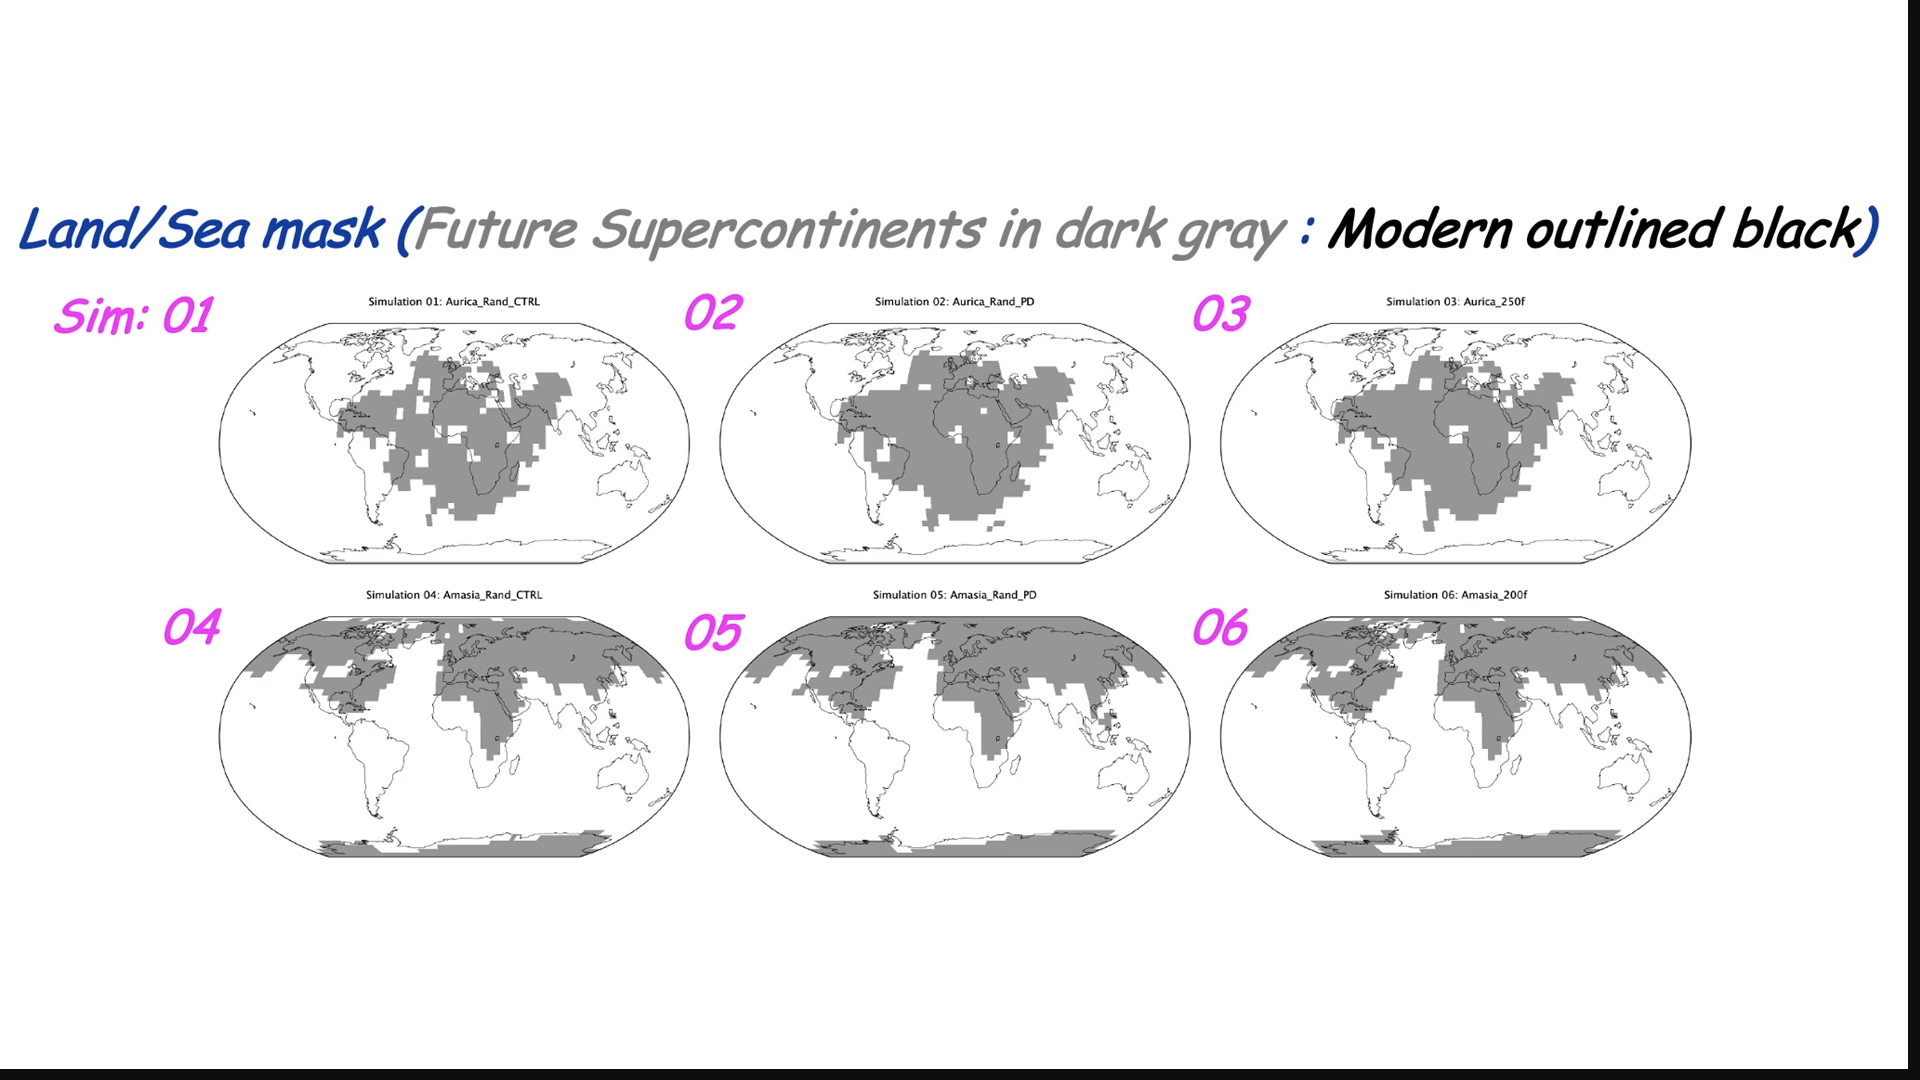 Land/Sea mask (Future Supercontinents in dark gray : Modern outlined black)
Sim: 01
Simulation 01: Aurica_Rand_CTRL
02
Simulation 02: Aurica_Rand_PD
03
Simulation 03: Aurica_250f
04
Simulation 04: Amasia_Rand_CTRL
05
Simulation 05: Amasia_Rand_PD
06
Simulation 06: Amasia_200f